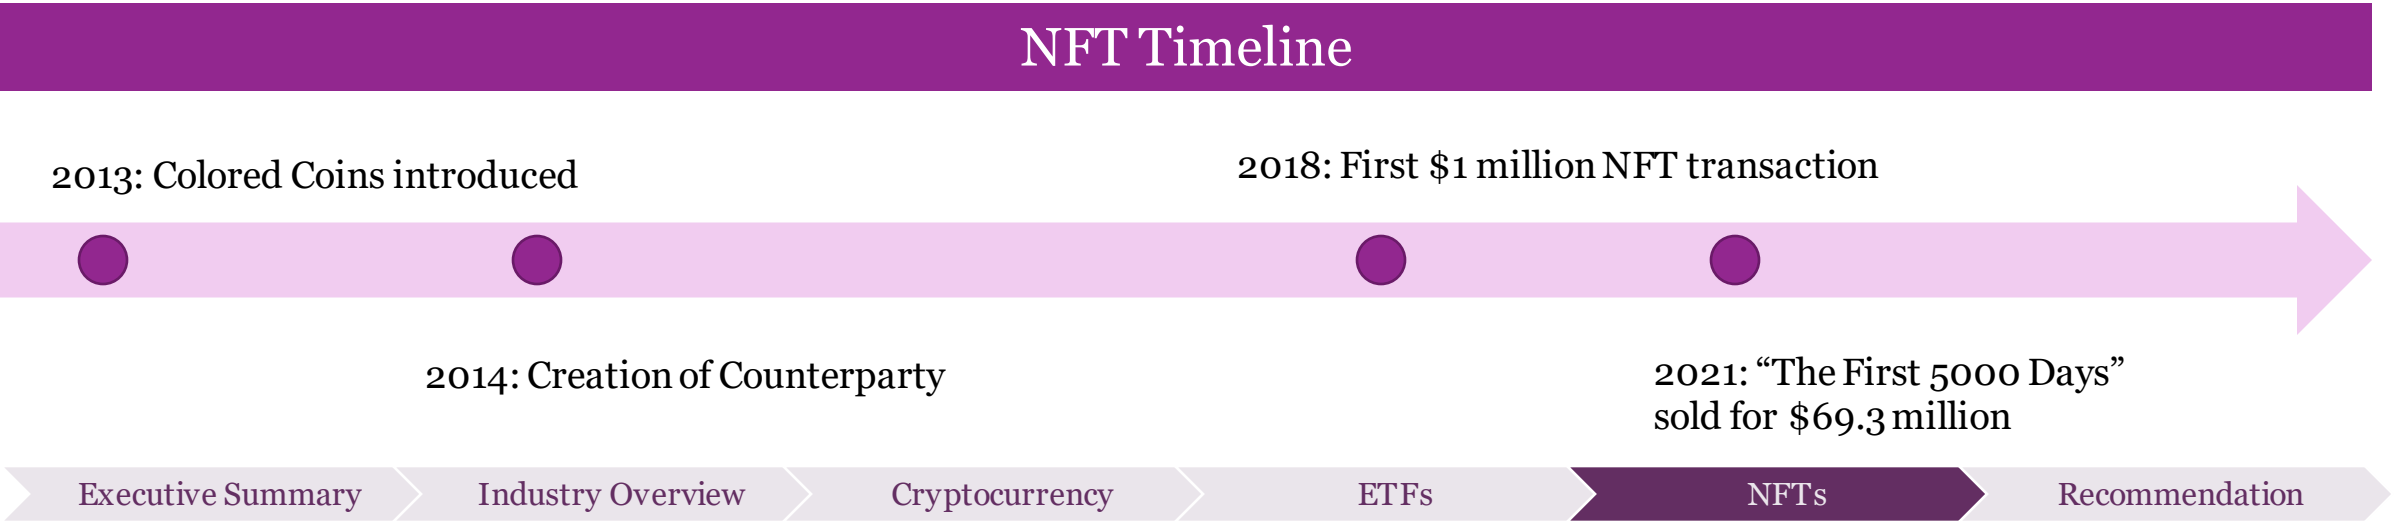 NFT Timeline
2013: Colored Coins introduced
2018: First $1 million NFT transaction
2014: Creation of Counterparty
2021: “The First 5000 Days”
sold for $69.3 million
Executive Summary
Industry Overview
Cryptocurrency
ETFs
NFTs
Recommendation